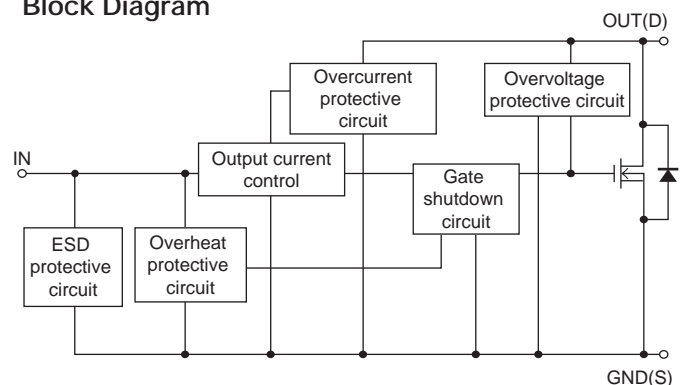 Block Diagram
OUT(D)
Overcurrent
protective
circuit
Overvoltage
protective circuit
IN
Output current
control
Gate
shutdown
circuit
ESD
protective
circuit
Overheat
protective
circuit
GND(S)